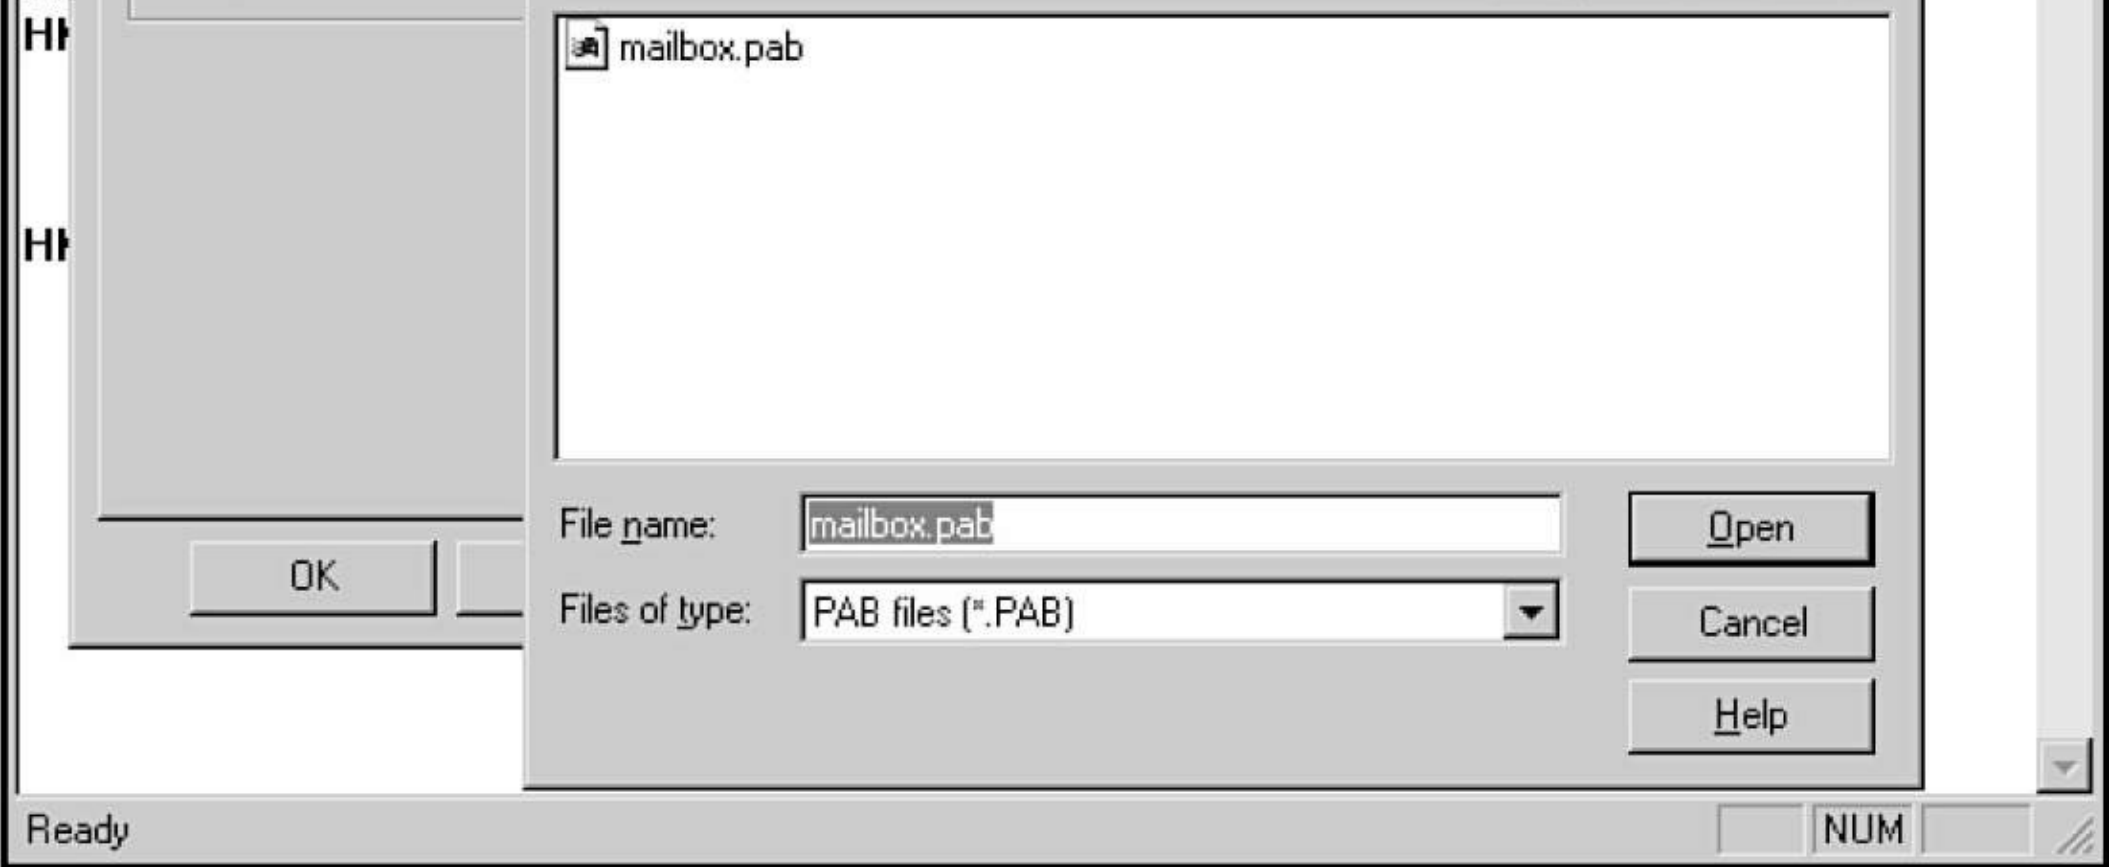 mailbox.pab
File name: mailbox.pab
Open
OK
Files of type: PAB files (*.PAB)
Cancel
Help
Ready
NUM